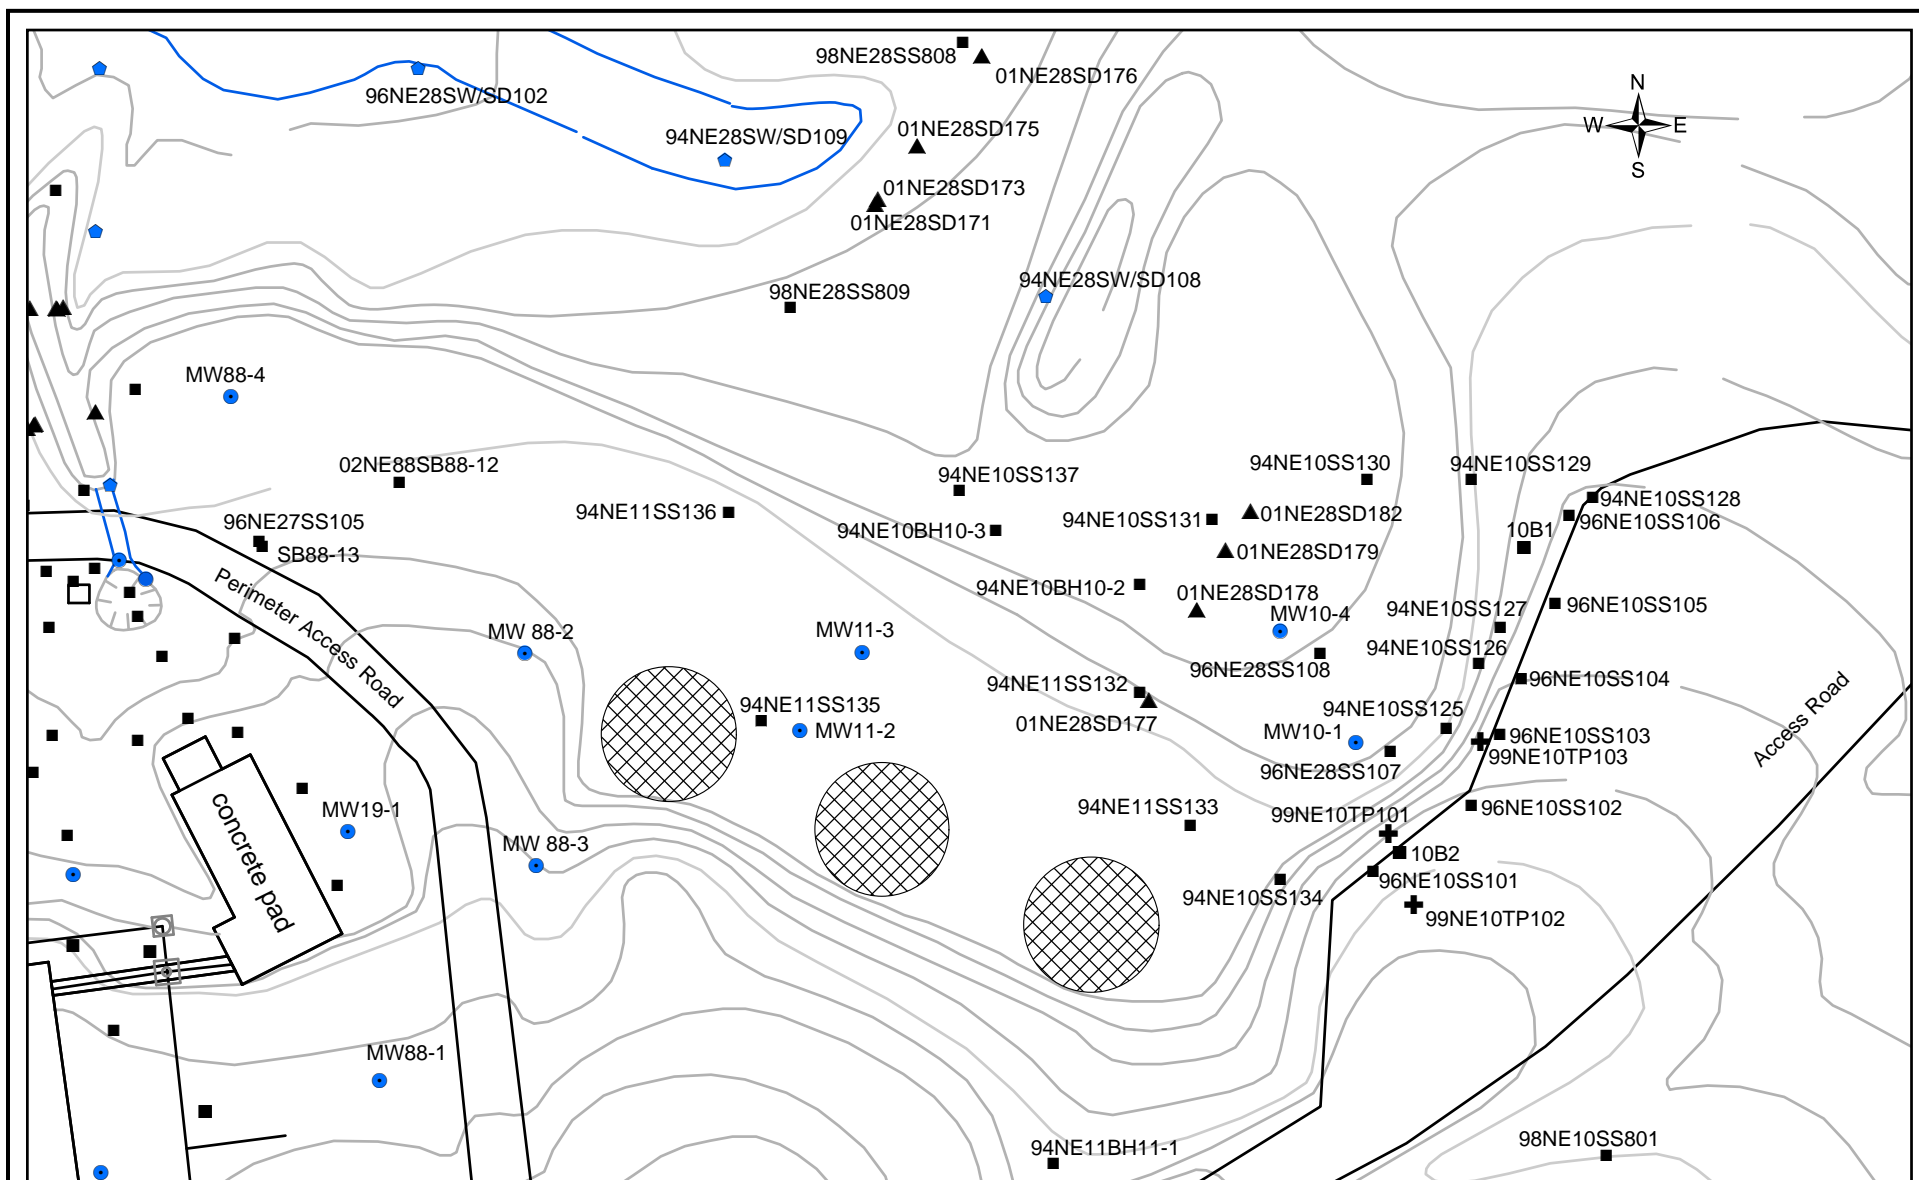 98NE28SS808
01NE28SD176
N
96NE28SW/SD102
W
E
94NE28SW/SD109
01NE28SD175
S
01NE28SD173
01NE28SD171
94NE28SW/SD108
98NE28SS809
MW88-4
02NE88SB88-12
94NE10SS137
94NE10SS130
94NE10SS129
94NE11SS136
94NE10SS128
94NE10SS131
01NE28SD182
96NE10SS106
96NE27SS105
94NE10BH10-3
10B1
SB88-13
01NE28SD179
Perimeter Access Road
94NE10BH10-2
01NE28SD178
96NE10SS105
94NE10SS127
MW10-4
MW 88-2
MW11-3
94NE10SS126
96NE28SS108
94NE11SS132
96NE10SS104
94NE11SS135
94NE10SS125
Access Road
01NE28SD177
MW11-2
MW10-1
96NE10SS103
99NE10TP103
96NE28SS107
MW19-1
94NE11SS133
99NE10TP101
96NE10SS102
concrete pad
MW 88-3
10B2
96NE10SS101
94NE10SS134
99NE10TP102
MW88-1
94NE11BH11-1
98NE10SS801